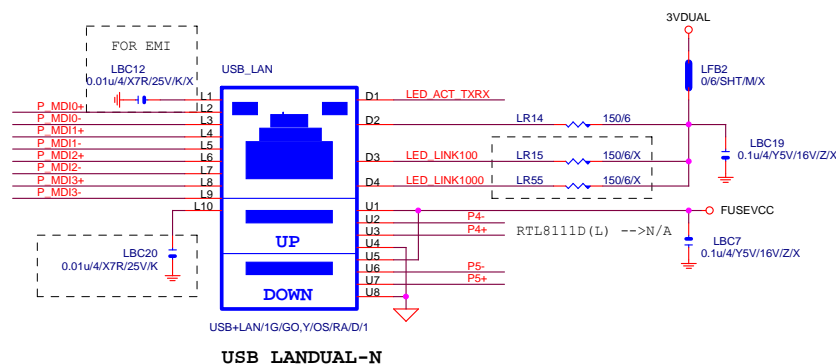 3VDUAL
FOR EMI
LBC12
0.01u/4/X7R/25V/K/X
USB_LAN
LFB2
0/6/SHT/M/X
L1
D1 LED_ACT_TXRX
P_MDI0+ L2
P_MDI0- L3
D2 LR14 150/6
P_MDI1+ L4
P_MDI1- L5
LBC19
0.1u/4/Y5V/16V/Z/X
P_MDI2+ L6
D3 LED_LINK100 LR15 150/6/X
P_MDI2- L7
P_MDI3+ L8
D4 LED_LINK1000 LR55 150/6/X
P_MDI3- L9
L10
U1 FUSEVCC
U2 P4-
U3 P4+ RTL8111D(L) -->N/A
UP
U4
U5
LBC7
0.1u/4/Y5V/16V/Z/X
LBC20
0.01u/4/X7R/25V/K
U6 P5-
U7 P5+
DOWN
U8
USB+LAN/1G/GO,Y/OS/RA/D/1
USB LANDUAL-N